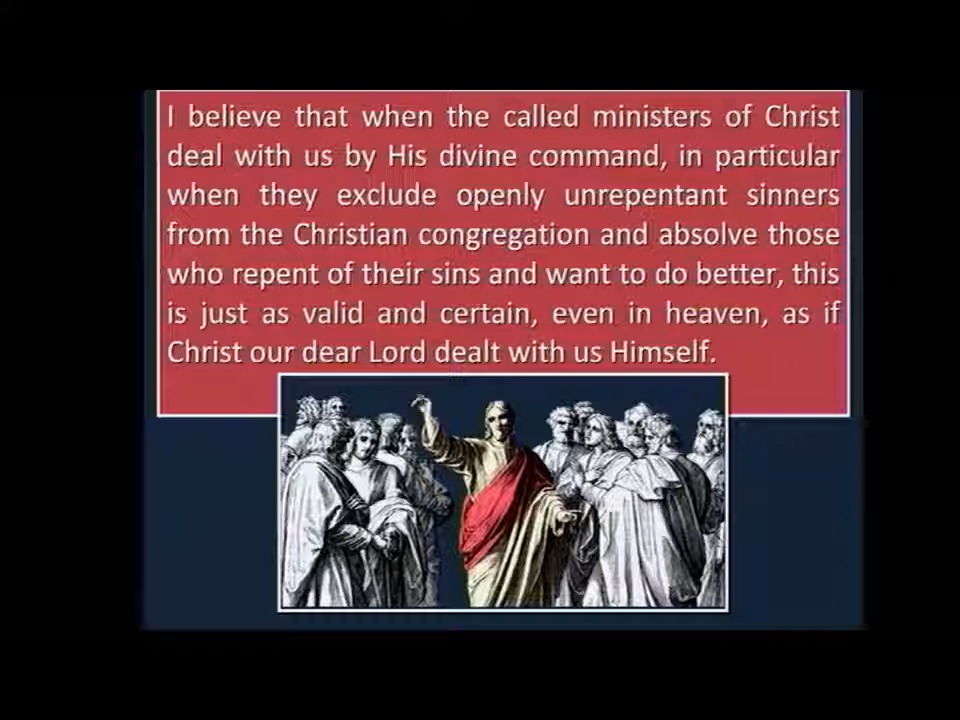 I believe that when the called ministers of Christ
deal with us by His divine command, in particular
when they exclude openly unrepentant sinners
from the Christian congregation and absolve those
who repent of their sins and want to do better, this
is just as valid and certain, even in heaven, as if
Christ our dear Lord dealt with us Himself.